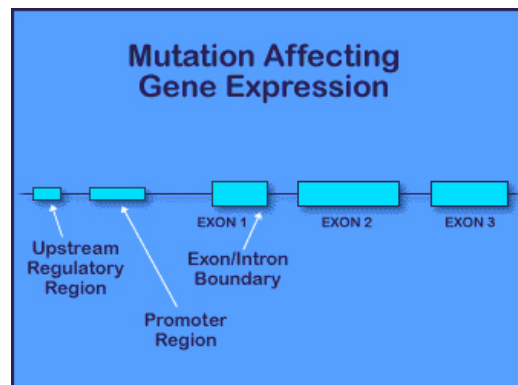 Mutation Affecting
Gene Expression
EXON 1
EXON 2
EXON 3
Upstream
Regulatory
Region
Exon/Intron
Boundary
Promoter
Region